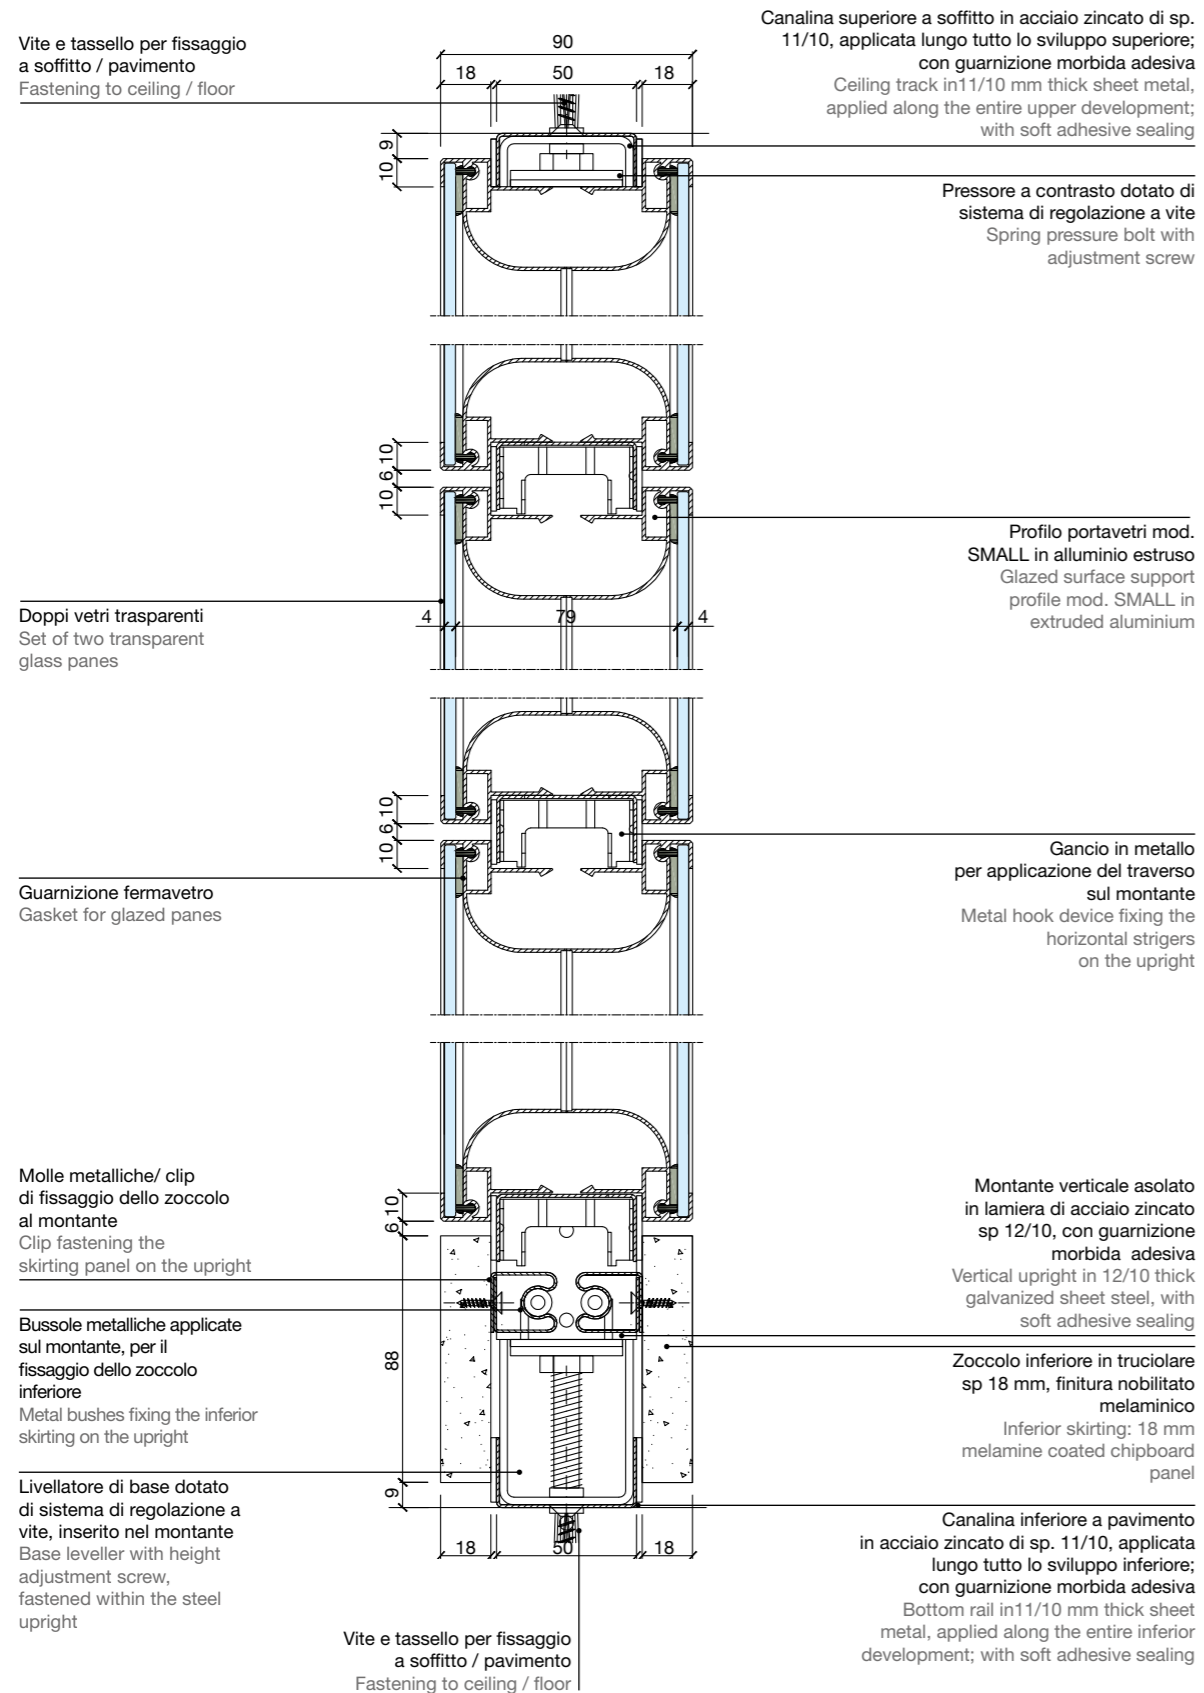 Vite e tassello per fissaggio
a soffitto / pavimento
Fastening to ceiling / floor
90
18
50
18
9
10
Canalina superiore a soffitto in acciaio zincato di sp.
11/10, applicata lungo tutto lo sviluppo superiore;
con guarnizione morbida adesiva
Ceiling track in11/10 mm thick sheet metal,
applied along the entire upper development;
with soft adhesive sealing
Pressore a contrasto dotato di
sistema di regolazione a vite
Spring pressure bolt with
adjustment screw
10
6
10
Profilo portavetri mod.
SMALL in alluminio estruso
Glazed surface support
profile mod. SMALL in
extruded aluminium
Doppi vetri trasparenti
Set of two transparent
glass panes
4
79
4
10
6
10
Guarnizione fermavetro
Gasket for glazed panes
Gancio in metallo
per applicazione del traverso
sul montante
Metal hook device fixing the
horizontal strigers
on the upright
Molle metalliche/ clip
di fissaggio dello zoccolo
al montante
Clip fastening the
skirting panel on the upright
10
6
88
9
Montante verticale asolato
in lamiera di acciaio zincato
sp 12/10, con guarnizione
morbida adesiva
Vertical upright in 12/10 thick
galvanized sheet steel, with
soft adhesive sealing
Bussole metalliche applicate
sul montante, per il
fissaggio dello zoccolo
inferiore
Metal bushes fixing the inferior
skirting on the upright
Zoccolo inferiore in truciolare
sp 18 mm, finitura nobilitato
melaminico
Inferior skirting: 18 mm
melamine coated chipboard
panel
Livellatore di base dotato
di sistema di regolazione a
vite, inserito nel montante
Base leveller with height
adjustment screw,
fastened within the steel
upright
18
50
18
Canalina inferiore a pavimento
in acciaio zincato di sp. 11/10, applicata
lungo tutto lo sviluppo inferiore;
con guarnizione morbida adesiva
Bottom rail in11/10 mm thick sheet
metal, applied along the entire inferior
development; with soft adhesive sealing
Vite e tassello per fissaggio
a soffitto / pavimento
Fastening to ceiling / floor